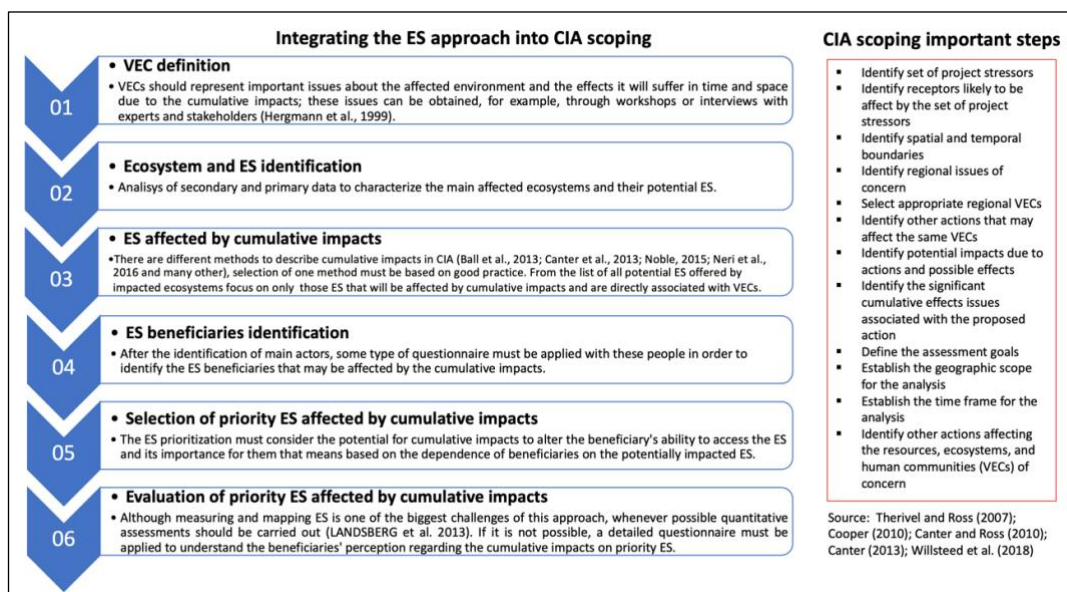 Integrating the ES approach into CIA scoping
01
• VEC definition
• VECs should represent important issues about the affected environment and the effects it will suffer in time and space
due to the cumulative impacts; these issues can be obtained, for example, through workshops or interviews with
experts and stakeholders (Hergmann et al., 1999).
02
• Ecosystem and ES identification
• Analisys of secondary and primary data to characterize the main affected ecosystems and their potential ES.
03
• ES affected by cumulative impacts
• There are different methods to describe cumulative impacts in CIA (Ball et al., 2013; Canter et al., 2013; Noble, 2015; Neri et al.,
2016 and many other), selection of one method must be based on good practice. From the list of all potential ES offered by
impacted ecosystems focus on only those ES that will be affected by cumulative impacts and are directly associated with VECs.
04
• ES beneficiaries identification
• After the identification of main actors, some type of questionnaire must be applied with these people in order to
identify the ES beneficiaries that may be affected by the cumulative impacts.
05
• Selection of priority ES affected by cumulative impacts
• The ES prioritization must consider the potential for cumulative impacts to alter the beneficiary's ability to access the ES
and its importance for them that means based on the dependence of beneficiaries on the potentially impacted ES.
06
• Evaluation of priority ES affected by cumulative impacts
• Although measuring and mapping ES is one of the biggest challenges of this approach, whenever possible quantitative
assessments should be carried out (LANDSBERG et al. 2013). If it is not possible, a detailed questionnaire must be
applied to understand the beneficiaries' perception regarding the cumulative impacts on priority ES.
CIA scoping important steps
▪ Identify set of project stressors
▪ Identify receptors likely to be
affect by the set of project
stressors
▪ Identify spatial and temporal
boundaries
▪ Identify regional issues of
concern
▪ Select appropriate regional VECs
▪ Identify other actions that may
affect the same VECs
▪ Identify potential impacts due to
actions and possible effects
▪ Identify the significant
cumulative effects issues
associated with the proposed
action
▪ Define the assessment goals
▪ Establish the geographic scope
for the analysis
▪ Establish the time frame for the
analysis
▪ Identify other actions affecting
the resources, ecosystems, and
human communities (VECs) of
concern
Source: Therivel and Ross (2007);
Cooper (2010); Canter and Ross (2010);
Canter (2013); Willsteed et al. (2018)